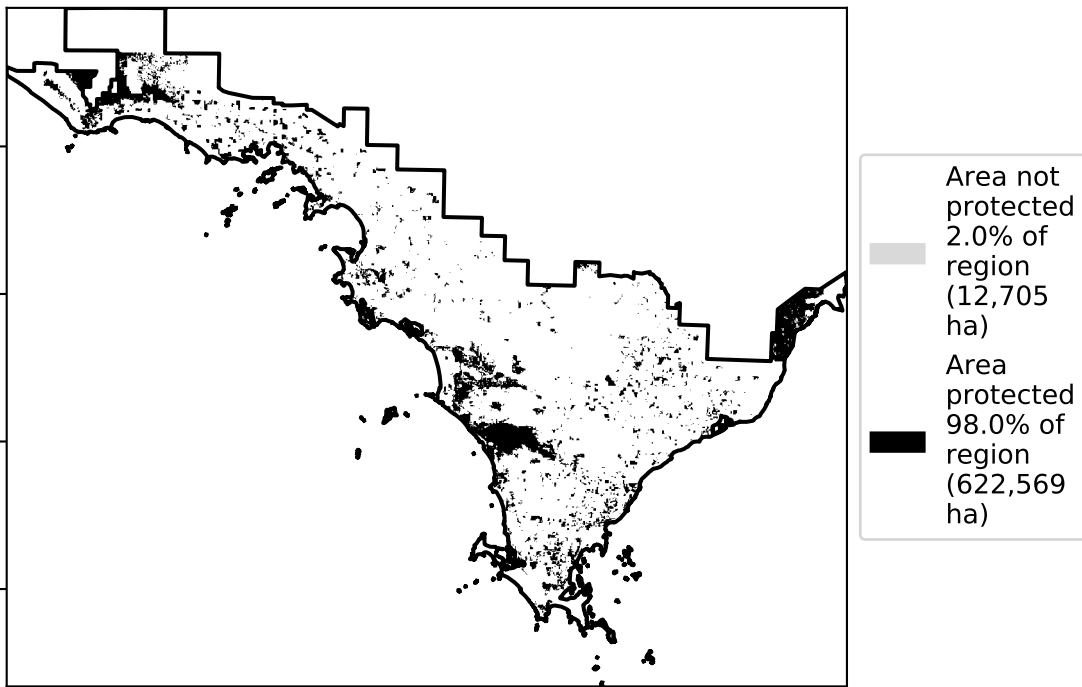 Area not
protected
2.0% of
region
(12,705
ha)
Area
protected
98.0% of
region
(622,569
ha)